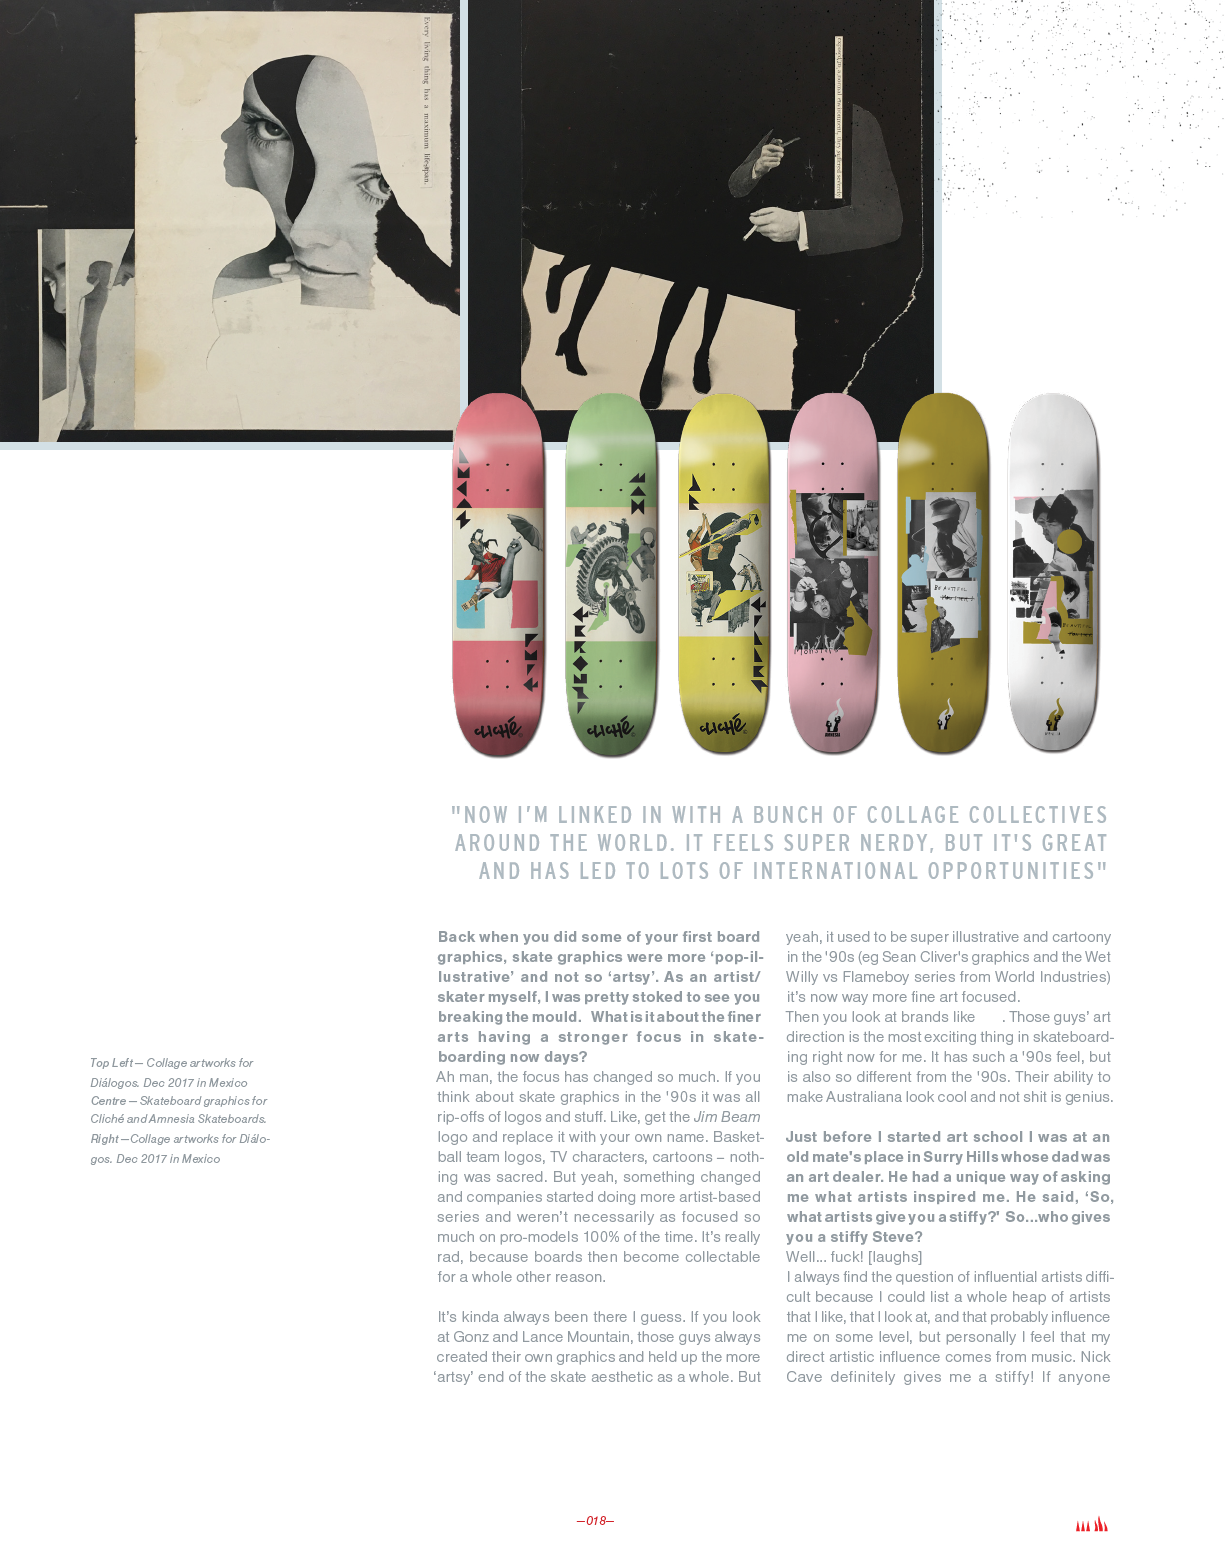 Every living thing has a maximum lifespan.
CLICHÉ
CLICHÉ
CLICHÉ
BEAUTIFUL
BEAUTIFUL
AMNESIA
"NOW I'M LINKED IN WITH A BUNCH OF COLLAGE COLLECTIVES
AROUND THE WORLD. IT FEELS SUPER NERDY, BUT IT'S GREAT
AND HAS LED TO LOTS OF INTERNATIONAL OPPORTUNITIES"
Top Left — Collage artworks for
Diálogos. Dec 2017 in Mexico
Centre — Skateboard graphics for
Cliché and Amnesia Skateboards.
Right —Collage artworks for Diálo-
gos. Dec 2017 in Mexico
Back when you did some of your first board
graphics, skate graphics were more ‘pop-il-
lustrative’ and not so ‘artsy’. As an artist/
skater myself, I was pretty stoked to see you
breaking the mould. What is it about the finer
arts having a stronger focus in skate-
boarding now days?
Ah man, the focus has changed so much. If you
think about skate graphics in the '90s it was all
rip-offs of logos and stuff. Like, get the Jim Beam
logo and replace it with your own name. Basket-
ball team logos, TV characters, cartoons – noth-
ing was sacred. But yeah, something changed
and companies started doing more artist-based
series and weren’t necessarily as focused so
much on pro-models 100% of the time. It’s really
rad, because boards then become collectable
for a whole other reason.
It’s kinda always been there I guess. If you look
at Gonz and Lance Mountain, those guys always
created their own graphics and held up the more
‘artsy’ end of the skate aesthetic as a whole. But
yeah, it used to be super illustrative and cartoony
in the '90s (eg Sean Cliver's graphics and the Wet
Willy vs Flameboy series from World Industries)
it’s now way more fine art focused.
Then you look at brands like . Those guys’ art
direction is the most exciting thing in skateboard-
ing right now for me. It has such a '90s feel, but
is also so different from the '90s. Their ability to
make Australiana look cool and not shit is genius.
Just before I started art school I was at an
old mate's place in Surry Hills whose dad was
an art dealer. He had a unique way of asking
me what artists inspired me. He said, ‘So,
what artists give you a stiffy?’ So...who gives
you a stiffy Steve?
Well... fuck! [laughs]
I always find the question of influential artists diffi-
cult because I could list a whole heap of artists
that I like, that I look at, and that probably influence
me on some level, but personally I feel that my
direct artistic influence comes from music. Nick
Cave definitely gives me a stiffy! If anyone
—018—